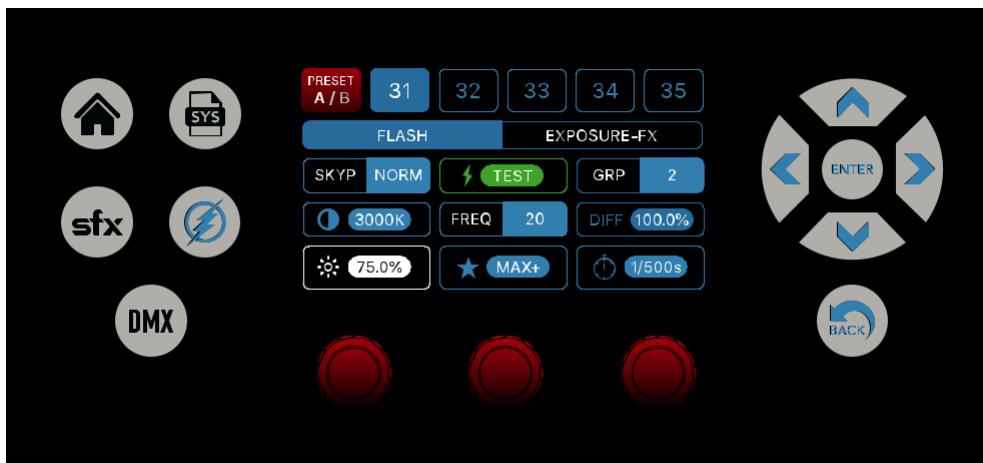 SYS
sfx
DMX
PRESET
A / B
31
32
33
34
35
FLASH
EXPOSURE-FX
SKYP NORM
TEST
GRP 2
3000K
FREQ 20
DIFF 100.0%
75.0%
MAX+
1/500s
ENTER
BACK